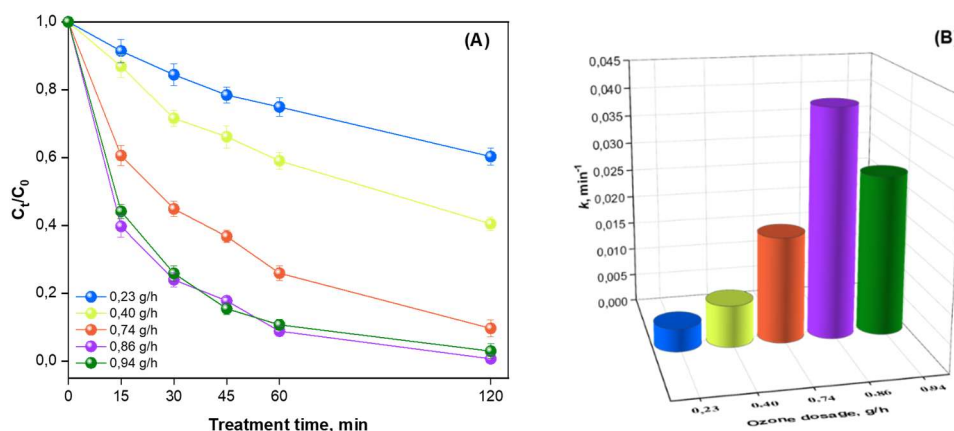 (A)
1,0
0,8
0,6
0,4
0,2
0,0
Ct/C0
0,23 g/h
0,40 g/h
0,74 g/h
0,86 g/h
0,94 g/h
0 15 30 45 60 120
Treatment time, min
(B
0,045
0,040
0,035
0,030
0,025
0,020
0,015
0,010
0,005
0,000
k, min⁻¹
0,23 0.40 0.74 0.86 0.94
Ozone dosage, g/h